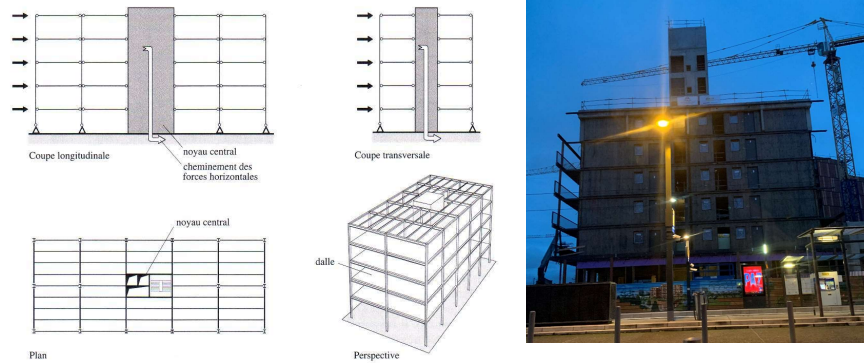 Coupe longitudinale
noyau central
cheminement des
forces horizontales
Coupe transversale
noyau central
Plan
dalle
Perspective